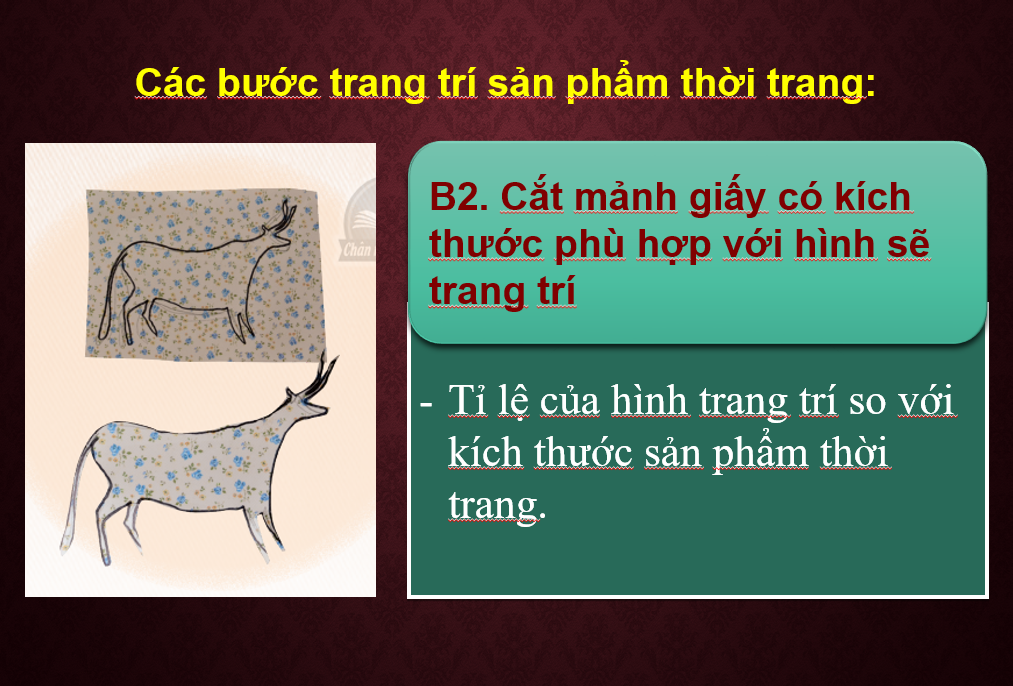 Các bước trang trí sản phẩm thời trang:
B2. Cắt mảnh giấy có kích
thước phù hợp với hình sẽ
trang trí
- Tỉ lệ của hình trang trí so với
kích thước sản phẩm thời
trang.
Chân